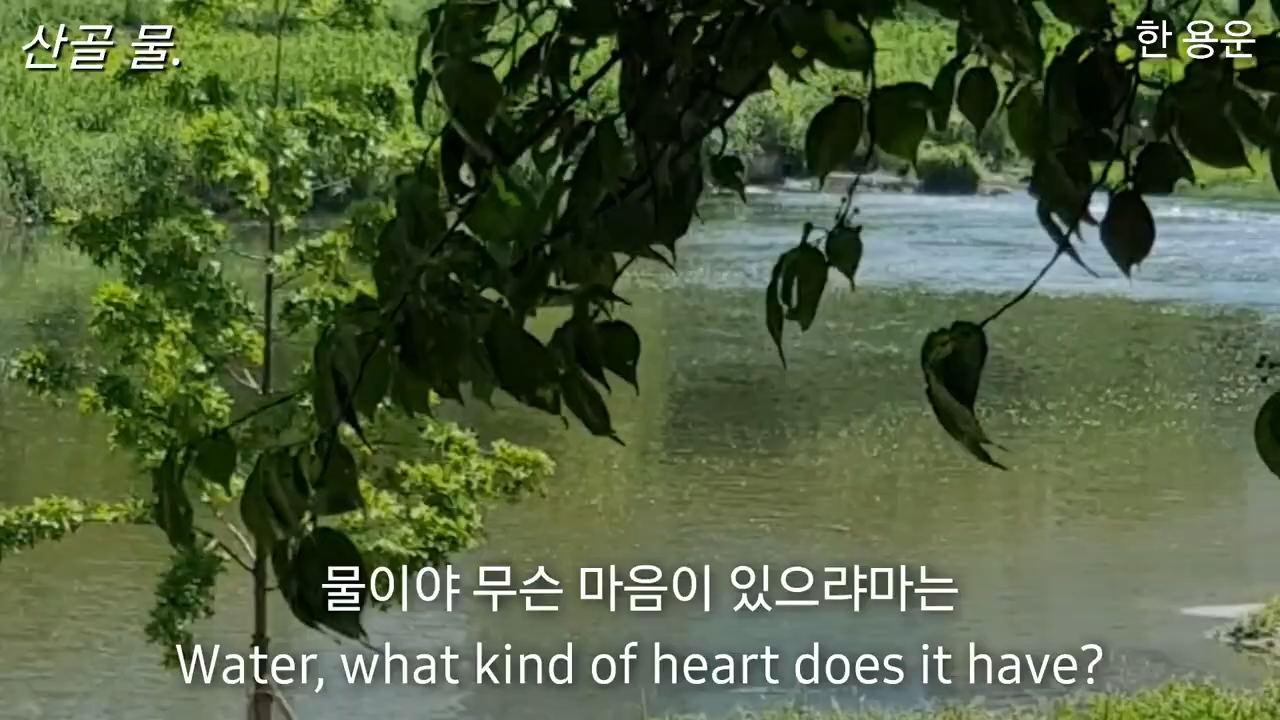 산골 물.
한 용운
물이야 무슨 마음이 있으랴마는
Water, what kind of heart does it have?